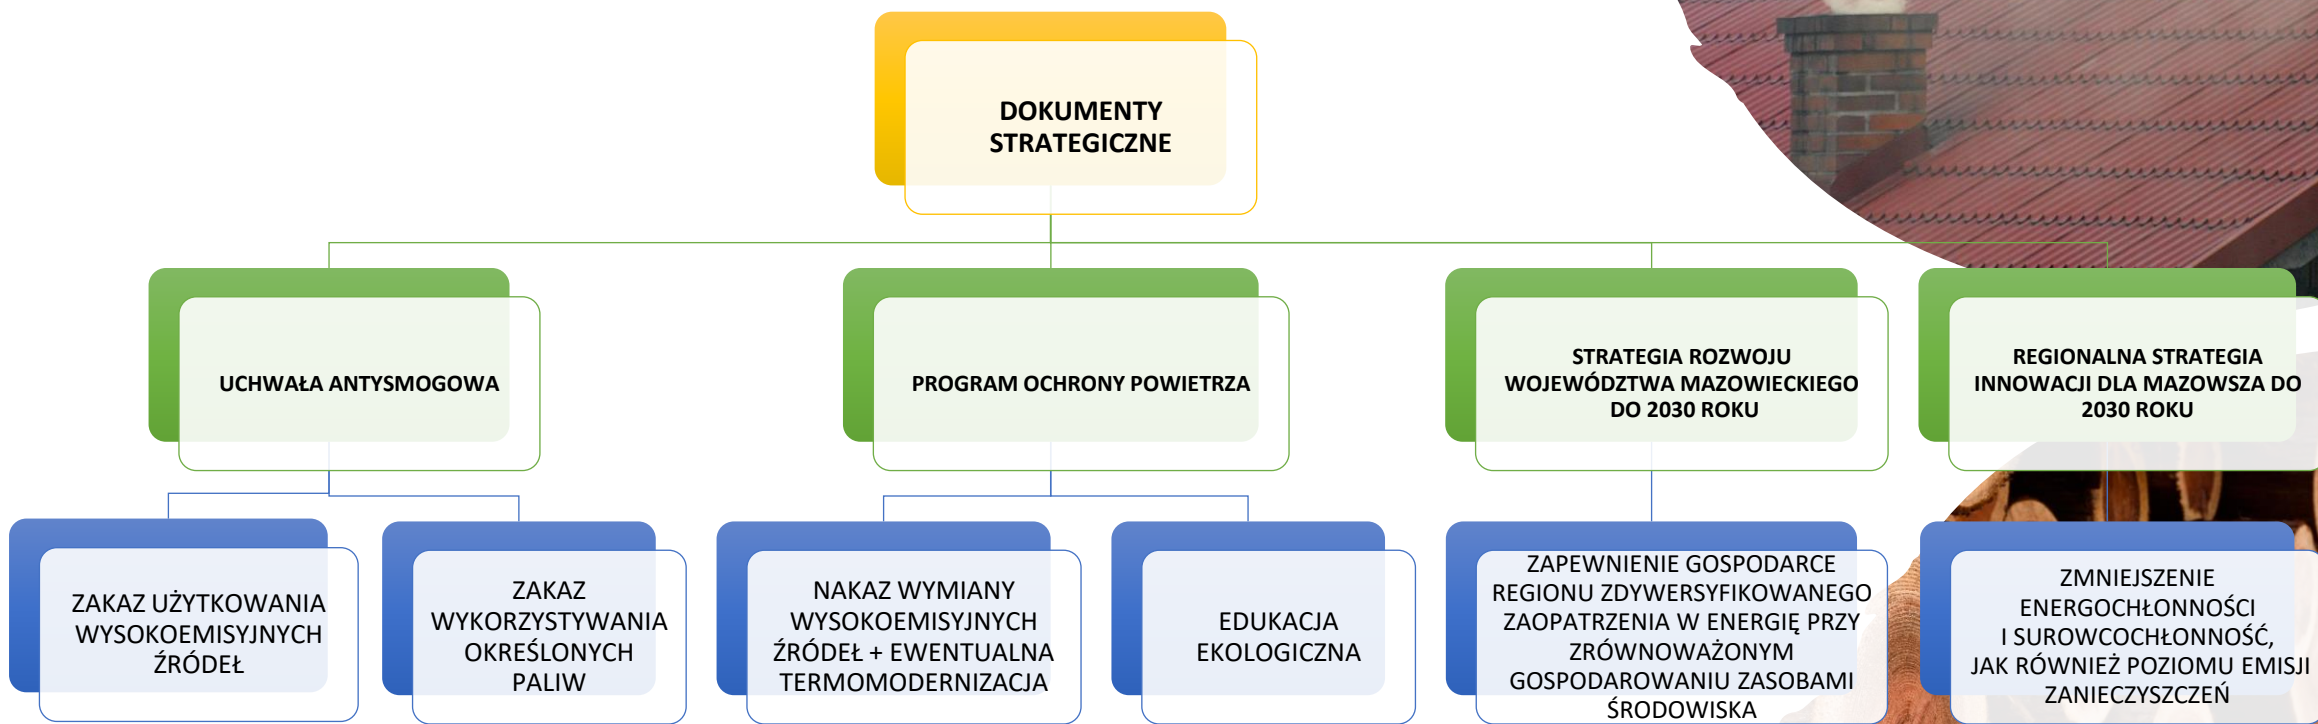 DOKUMENTY
STRATEGICZNE
UCHWAŁA ANTYSMOGOWA
PROGRAM OCHRONY POWIETRZA
STRATEGIA ROZWOJU
WOJEWÓDZTWA MAZOWIECKIEGO
DO 2030 ROKU
REGIONALNA STRATEGIA
INNOWACJI DLA MAZOWSZA DO
2030 ROKU
ZAKAZ UŻYTKOWANIA
WYSOKOEMISYJNYCH
ŹRÓDEŁ
ZAKAZ
WYKORZYSTYWANIA
OKREŚLONYCH
PALIW
NAKAZ WYMIANY
WYSOKOEMISYJNYCH
ŹRÓDEŁ + EWENTUALNA
TERMOMODERNIZACJA
EDUKACJA
EKOLOGICZNA
ZAPEWNIENIE GOSPODARCE
REGIONU ZDYWERSYFIKOWANEGO
ZAOPATRZENIA W ENERGIĘ PRZY
ZRÓWNOWAŻONYM
GOSPODAROWANIU ZASOBAMI
ŚRODOWISKA
ZMNIEJSZENIE
ENERGOCHŁONNOŚCI
I SUROWCOCHŁONNOŚĆ,
JAK RÓWNIEŻ POZIOMU EMISJI
ZANIECZYSZCZEŃ